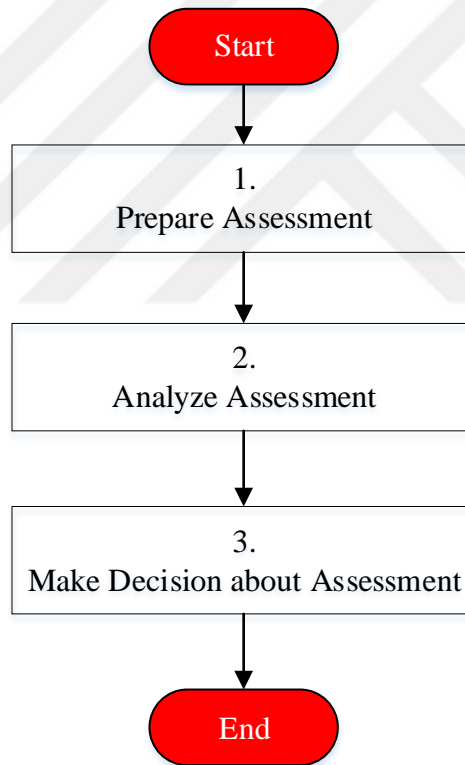 Start
1.
Prepare Assessment
2.
Analyze Assessment
3.
Make Decision about Assessment
End